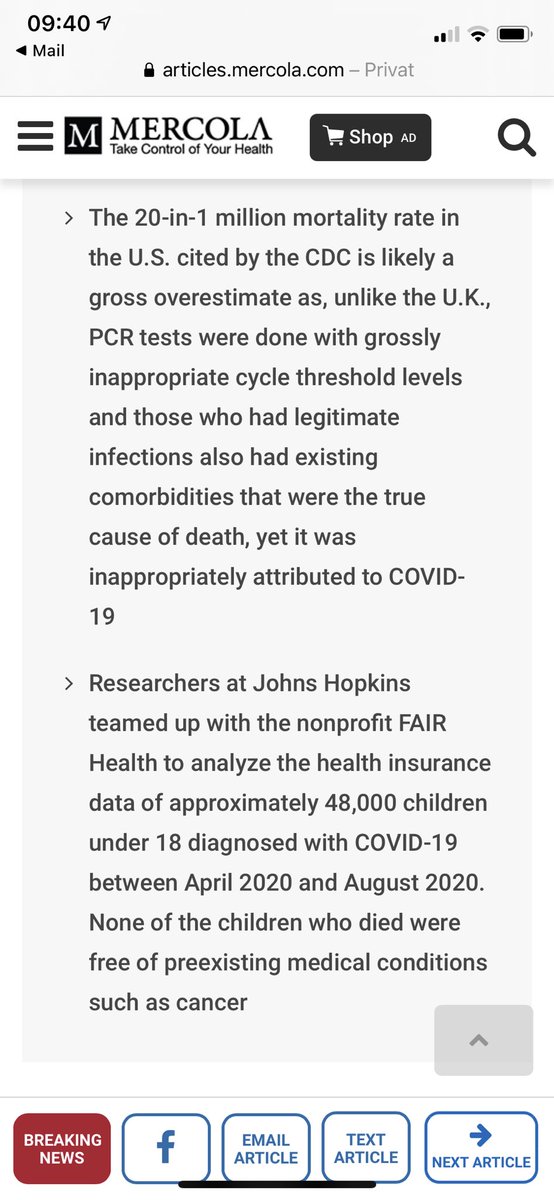 09:40
◀ Mail
articles.mercola.com – Privat
M MERCOLA
Take Control of Your Health
Shop AD
> The 20-in-1 million mortality rate in
the U.S. cited by the CDC is likely a
gross overestimate as, unlike the U.K.,
PCR tests were done with grossly
inappropriate cycle threshold levels
and those who had legitimate
infections also had existing
comorbidities that were the true
cause of death, yet it was
inappropriately attributed to COVID-
19
> Researchers at Johns Hopkins
teamed up with the nonprofit FAIR
Health to analyze the health insurance
data of approximately 48,000 children
under 18 diagnosed with COVID-19
between April 2020 and August 2020.
None of the children who died were
free of preexisting medical conditions
such as cancer
BREAKING
NEWS
f
EMAIL
ARTICLE
TEXT
ARTICLE
NEXT ARTICLE